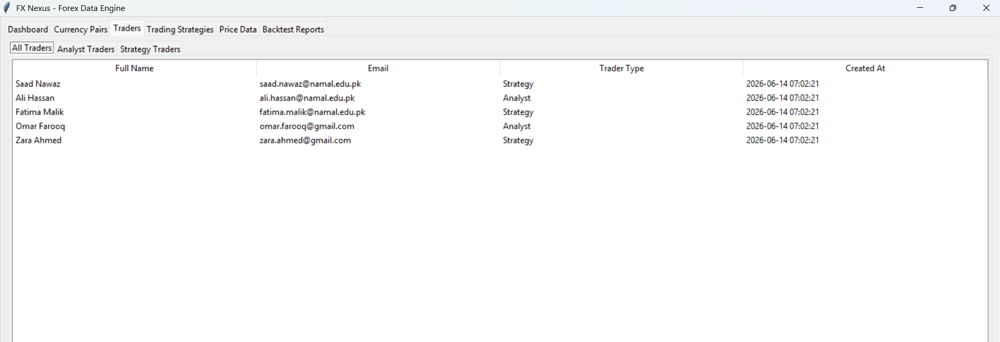 FX Nexus - Forex Data Engine
Dashboard Currency Pairs Traders Trading Strategies Price Data Backtest Reports
All Traders Analyst Traders Strategy Traders
Full Name Email Trader Type Created At
Saad Nawaz saad.nawaz@namal.edu.pk Strategy 2026-06-14 07:02:21
Ali Hassan ali.hassan@namal.edu.pk Analyst 2026-06-14 07:02:21
Fatima Malik fatima.malik@namal.edu.pk Strategy 2026-06-14 07:02:21
Omar Farooq omar.farooq@gmail.com Analyst 2026-06-14 07:02:21
Zara Ahmed zara.ahmed@gmail.com Strategy 2026-06-14 07:02:21